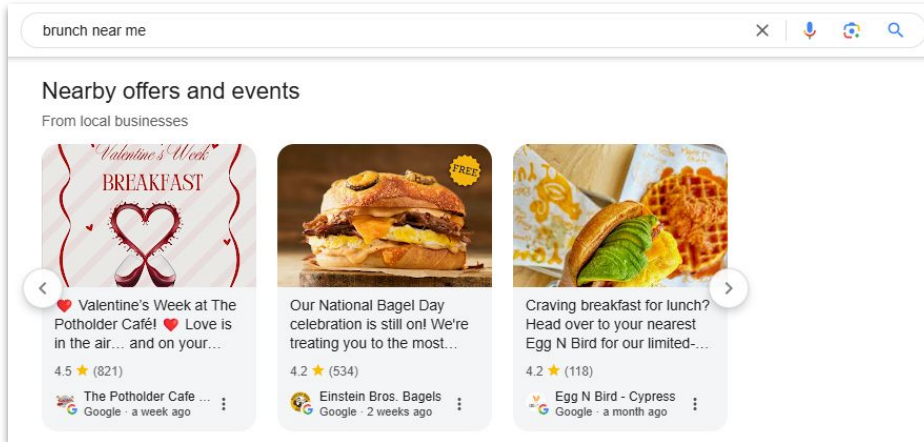 brunch near me
Nearby offers and events
From local businesses
Valentine's Week
BREAKFAST
❤️ Valentine's Week at The
Potholder Café! ❤️ Love is
in the air... and on your...
4.5 ★ (821)
The Potholder Cafe ...
Google · a week ago
FREE
Our National Bagel Day
celebration is still on! We're
treating you to the most...
4.2 ★ (534)
Einstein Bros. Bagels
Google · 2 weeks ago
Craving breakfast for lunch?
Head over to your nearest
Egg N Bird for our limited-...
4.2 ★ (118)
Egg N Bird - Cypress
Google · a month ago